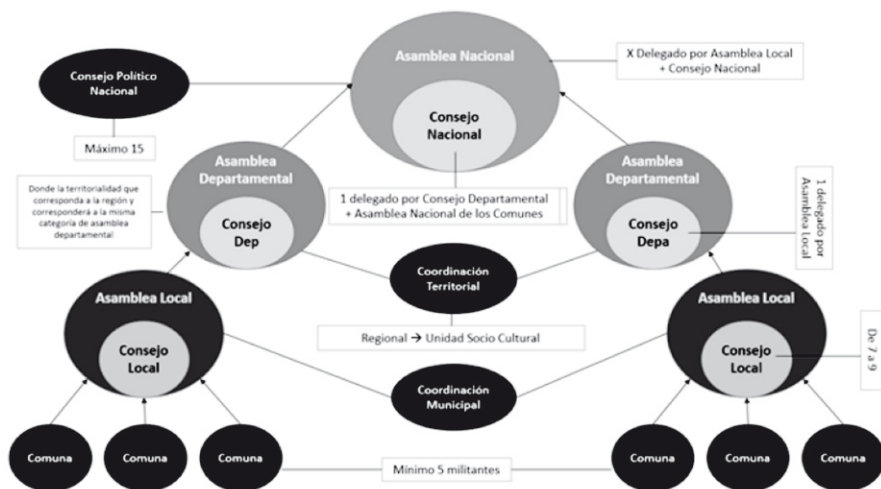 Asamblea Nacional
X Delegado por Asamblea Local
+ Consejo Nacional
Consejo Político
Nacional
Consejo
Nacional
Máximo 15
Asamblea
Departamental
Asamblea
Departamental
Donde la territorialidad que
corresponda a la región y
corresponderá a la misma
categoría de asamblea
departamental
1 delegado por Consejo Departamental
+ Asamblea Nacional de los Comunes
1 delegado por
Asamblea Local
Consejo
Dep
Consejo
Depa
Coordinación
Territorial
Asamblea Local
Asamblea Local
Regional → Unidad Socio Cultural
Consejo
Local
Consejo
Local
De 7 a 9
Coordinación
Municipal
Comuna
Comuna
Comuna
Mínimo 5 militantes
Comuna
Comuna
Comuna